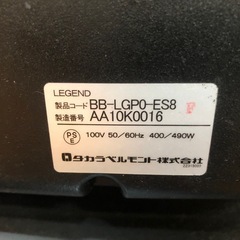 LEGEND
製品コード BB-LGP0-ES8
製造番号 AA10K0016
PS
E
100V 50/60Hz 400/490W
タカラベルモント株式会社